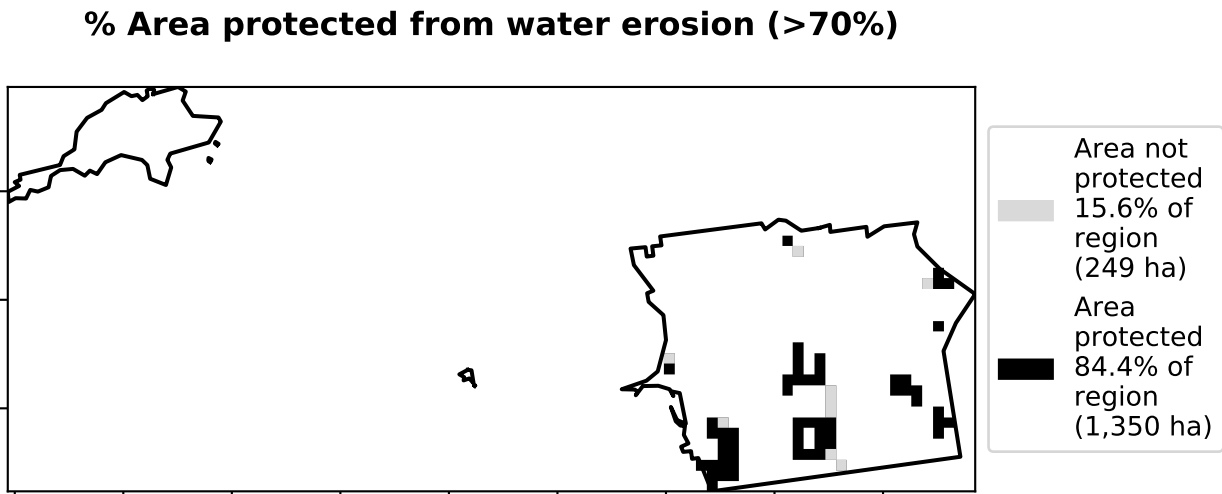 % Area protected from water erosion (>70%)
Area not
protected
15.6% of
region
(249 ha)
Area
protected
84.4% of
region
(1,350 ha)